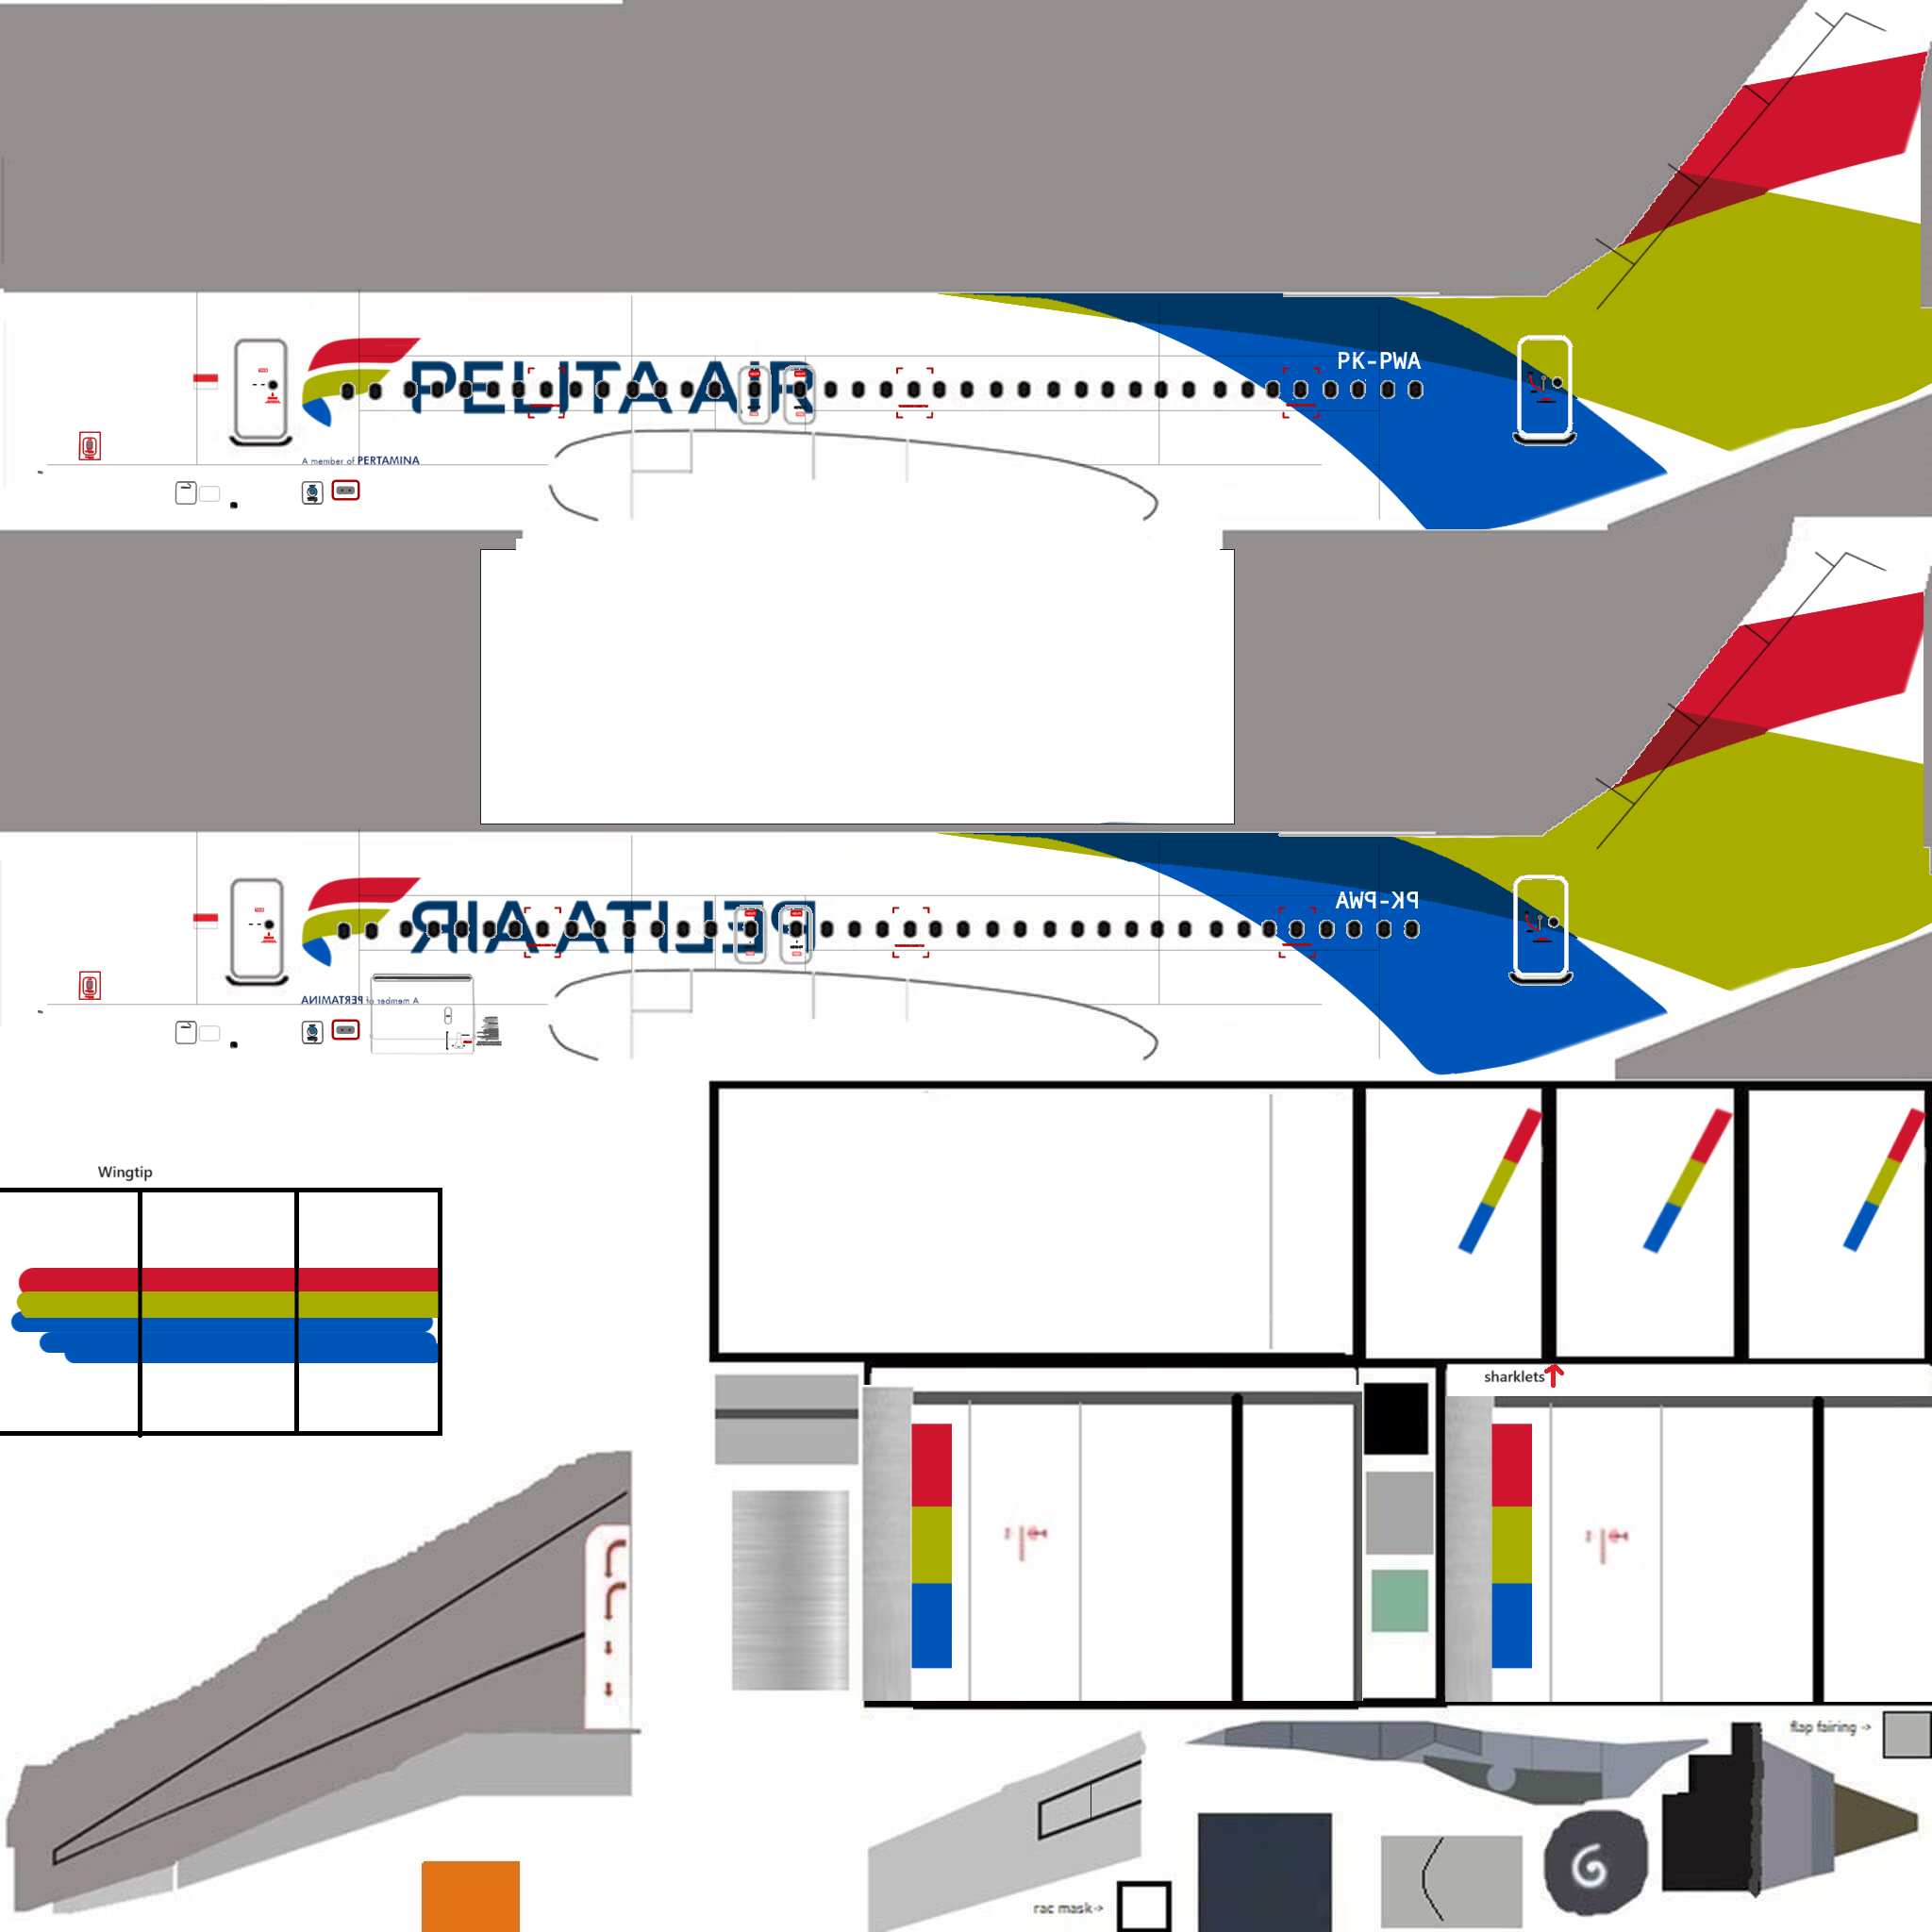 PK-PWA
PELITA AIR
A member of PERTAMINA
PK-PWA
PELITA AIR
A member of PERTAMINA
Wingtip
sharklets
flap fairing ->
rac mask->